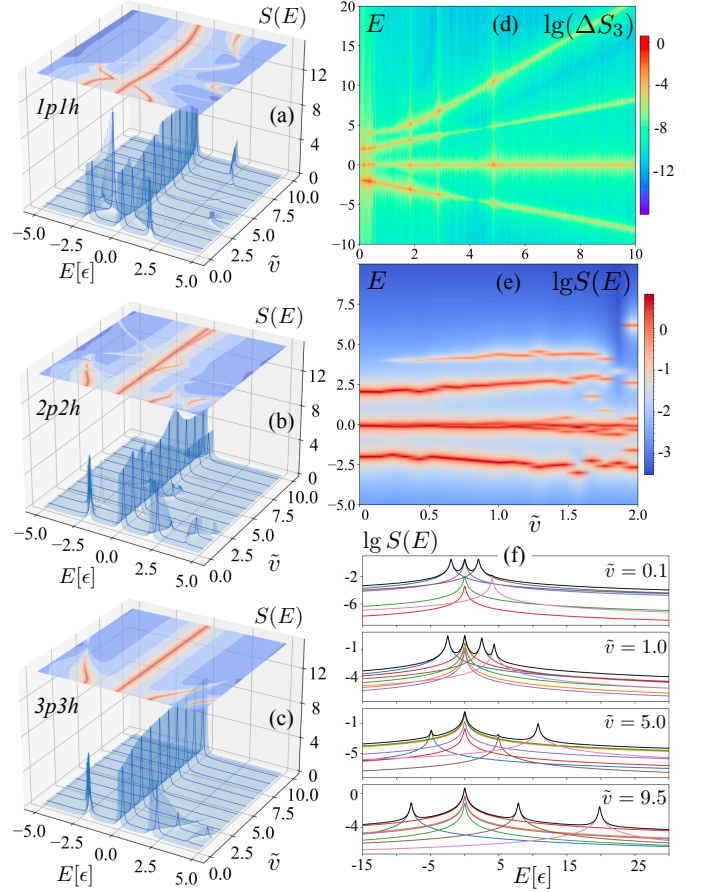 S(E)
12
8
4
0
1p1h
(a)
−5.0
−2.5
0.0
2.5
5.0
E[ϵ]
0.0
2.5
5.0
7.5
10.0
ṽ
S(E)
12
8
4
0
2p2h
(b)
−5.0
−2.5
0.0
2.5
5.0
E[ϵ]
0.0
2.5
5.0
7.5
10.0
ṽ
S(E)
12
8
4
0
3p3h
(c)
−5.0
−2.5
0.0
2.5
5.0
E[ϵ]
0.0
2.5
5.0
7.5
10.0
ṽ
E (d) lg(ΔS₃)
20
15
10
5
0
−5
−10
0 2 4 6 8 10
0
-4
-8
-12
E (e) lgS(E)
7.5
5.0
2.5
0.0
−2.5
−5.0
0.0 0.5 1.0 1.5 2.0
ṽ
0
−1
−2
−3
lg S(E) (f)
ṽ = 0.1
-2
-6
ṽ = 1.0
-1
-4
ṽ = 5.0
-1
-5
ṽ = 9.5
0
-4
-15 -5 5 15 25
E[ϵ]